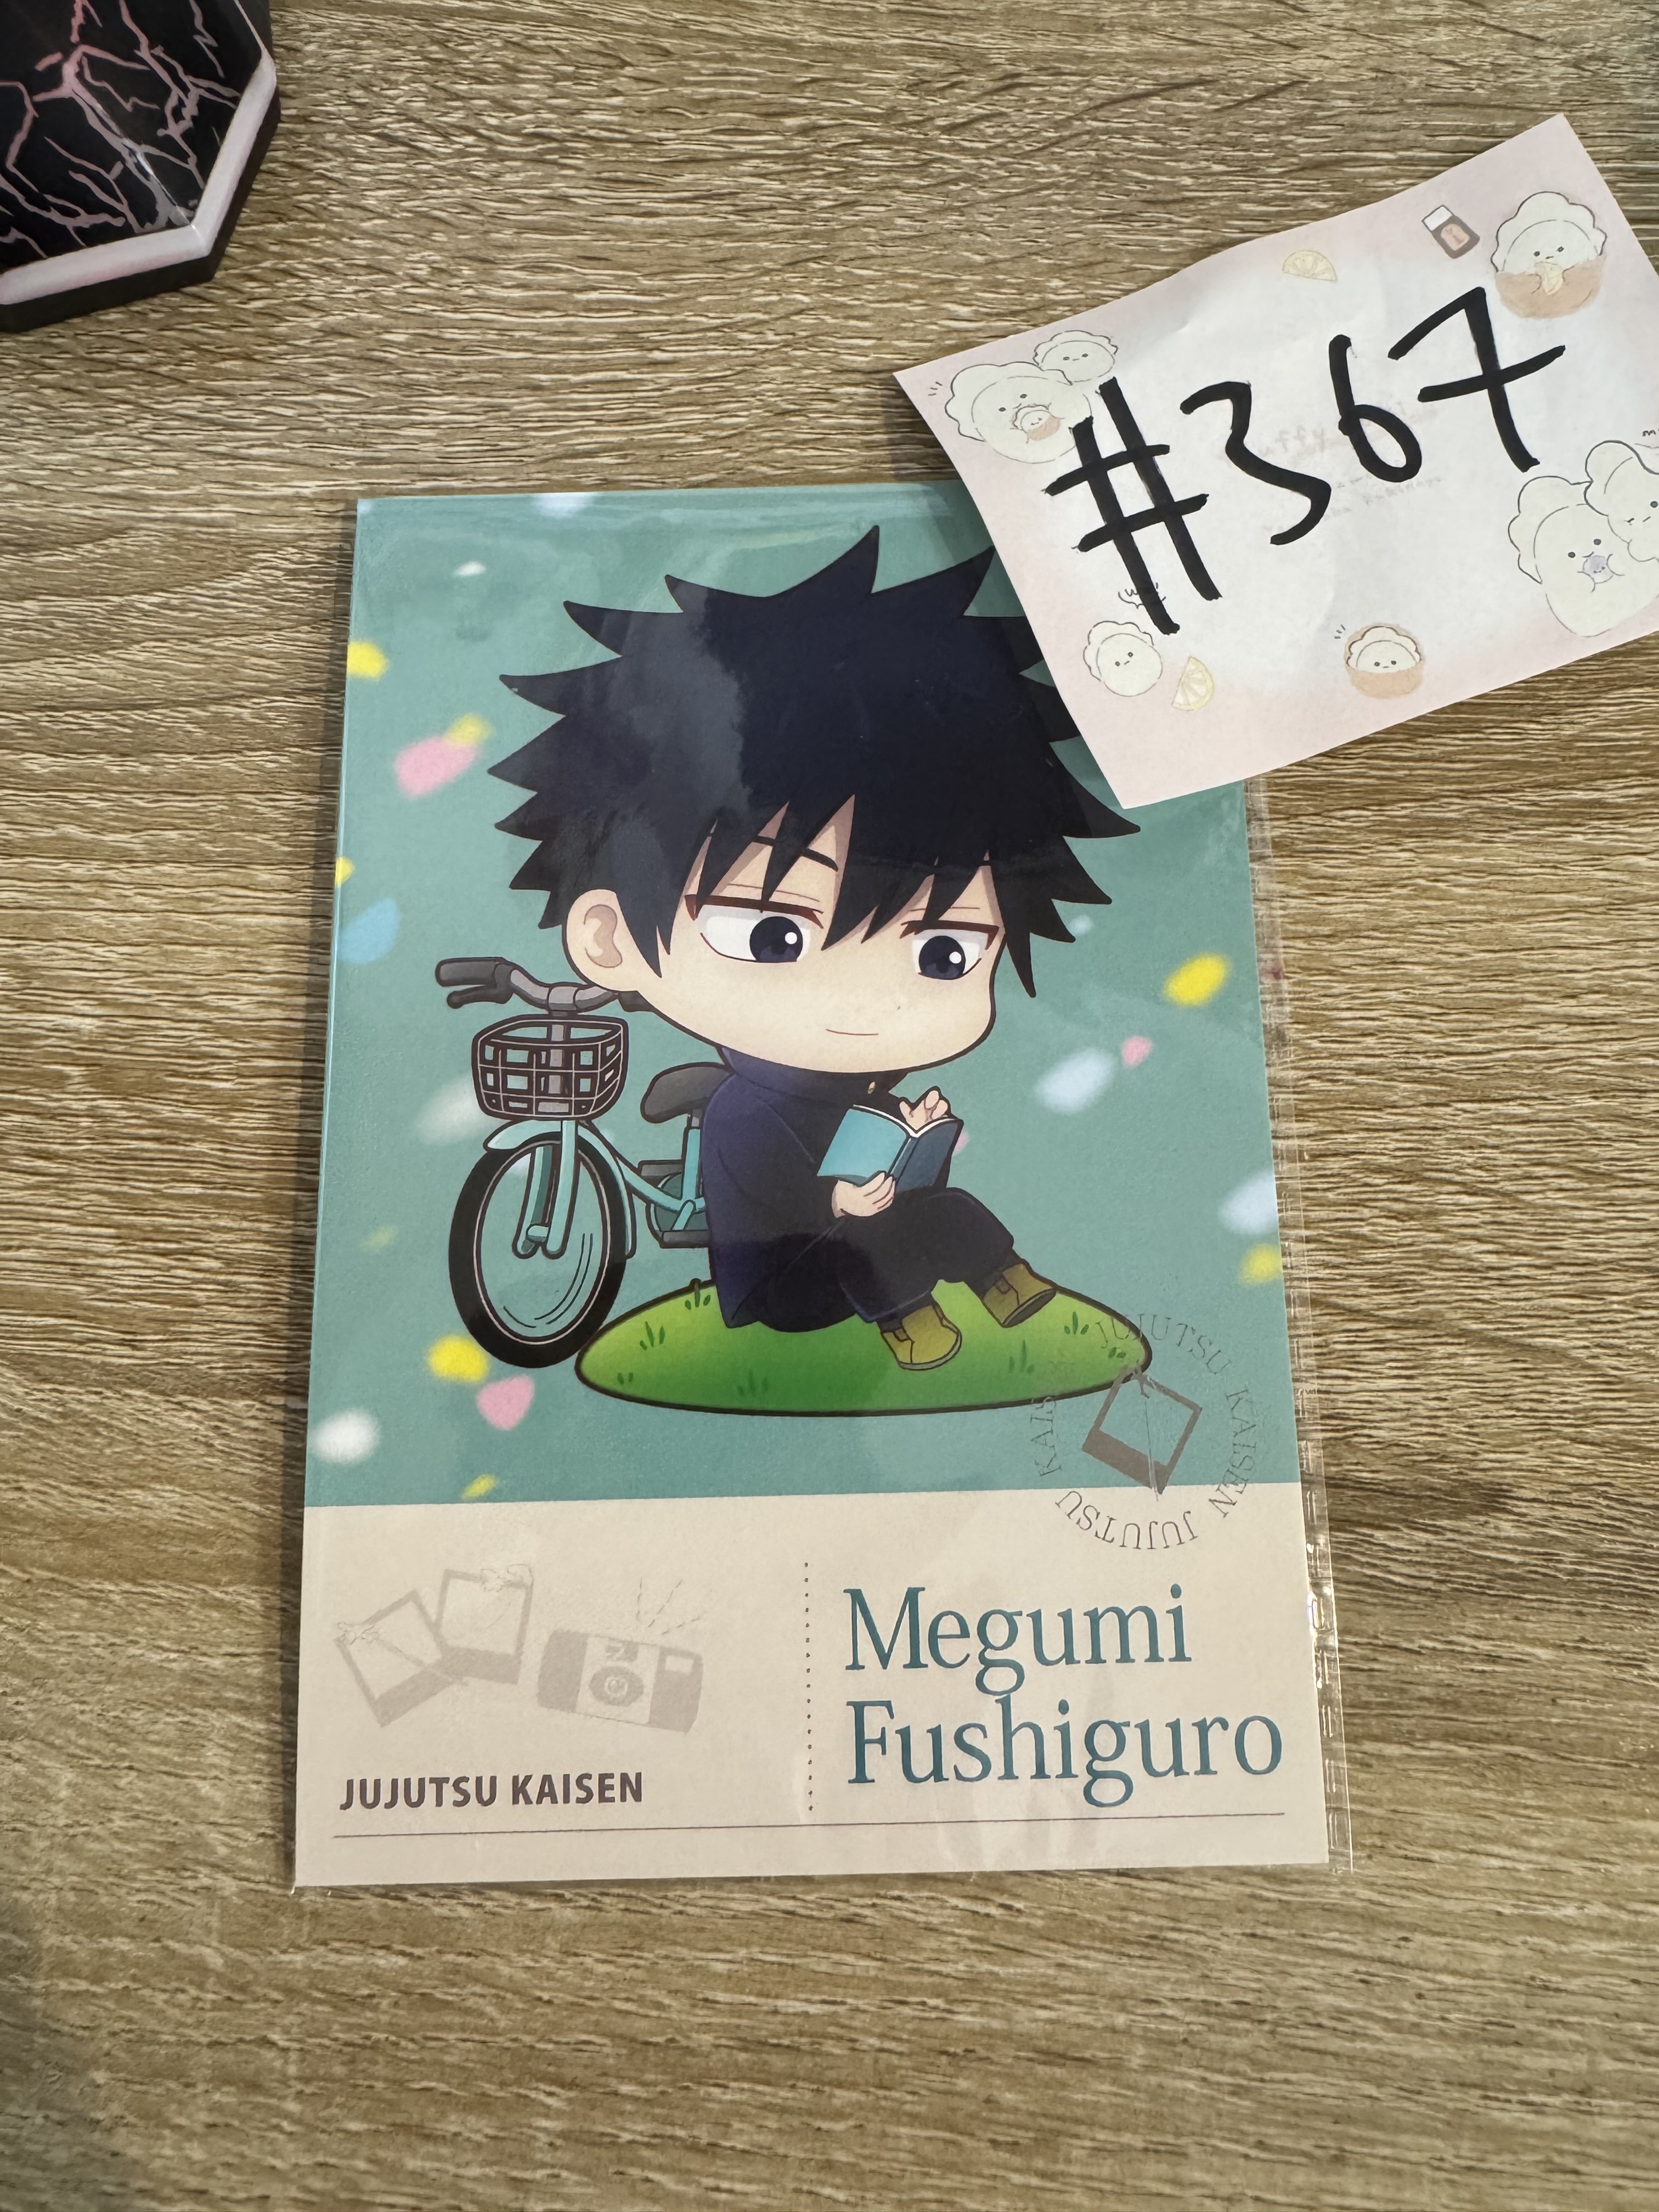 #367
JUJUTSU KAISEN JUJUTSU KAISEN
Megumi
Fushiguro
JUJUTSU KAISEN